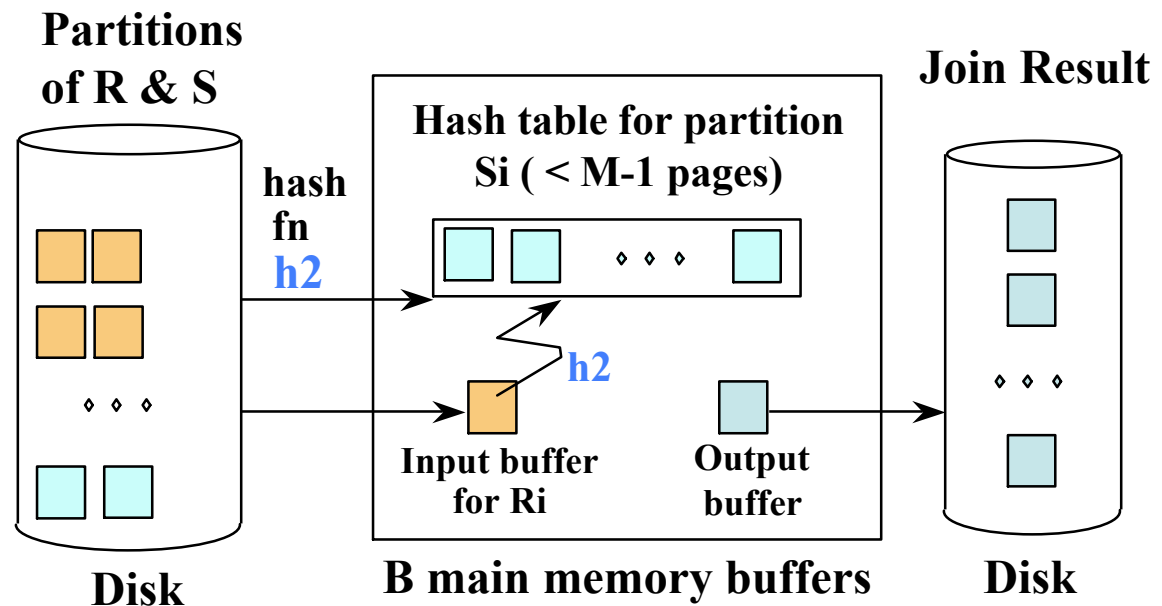 Partitions
of R & S
Join Result
Hash table for partition
Si ( < M-1 pages)
hash
fn
h2
h2
Input buffer
for Ri
Output
buffer
Disk
B main memory buffers
Disk